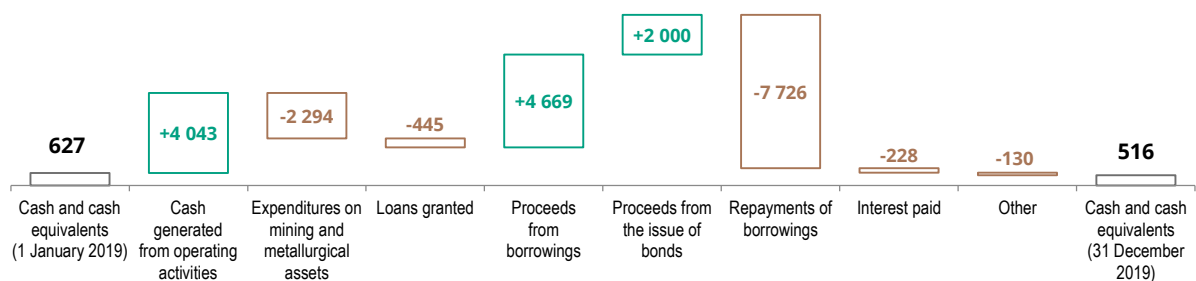 627
+4 043
-2 294
-445
+4 669
+2 000
-7 726
-228
-130
516
Cash and cash
equivalents
(1 January 2019)
Cash
generated
from operating
activities
Expenditures on
mining and
metallurgical
assets
Loans granted
Proceeds
from
borrowings
Proceeds from
the issue of
bonds
Repayments of
borrowings
Interest paid
Other
Cash and cash
equivalents
(31 December
2019)